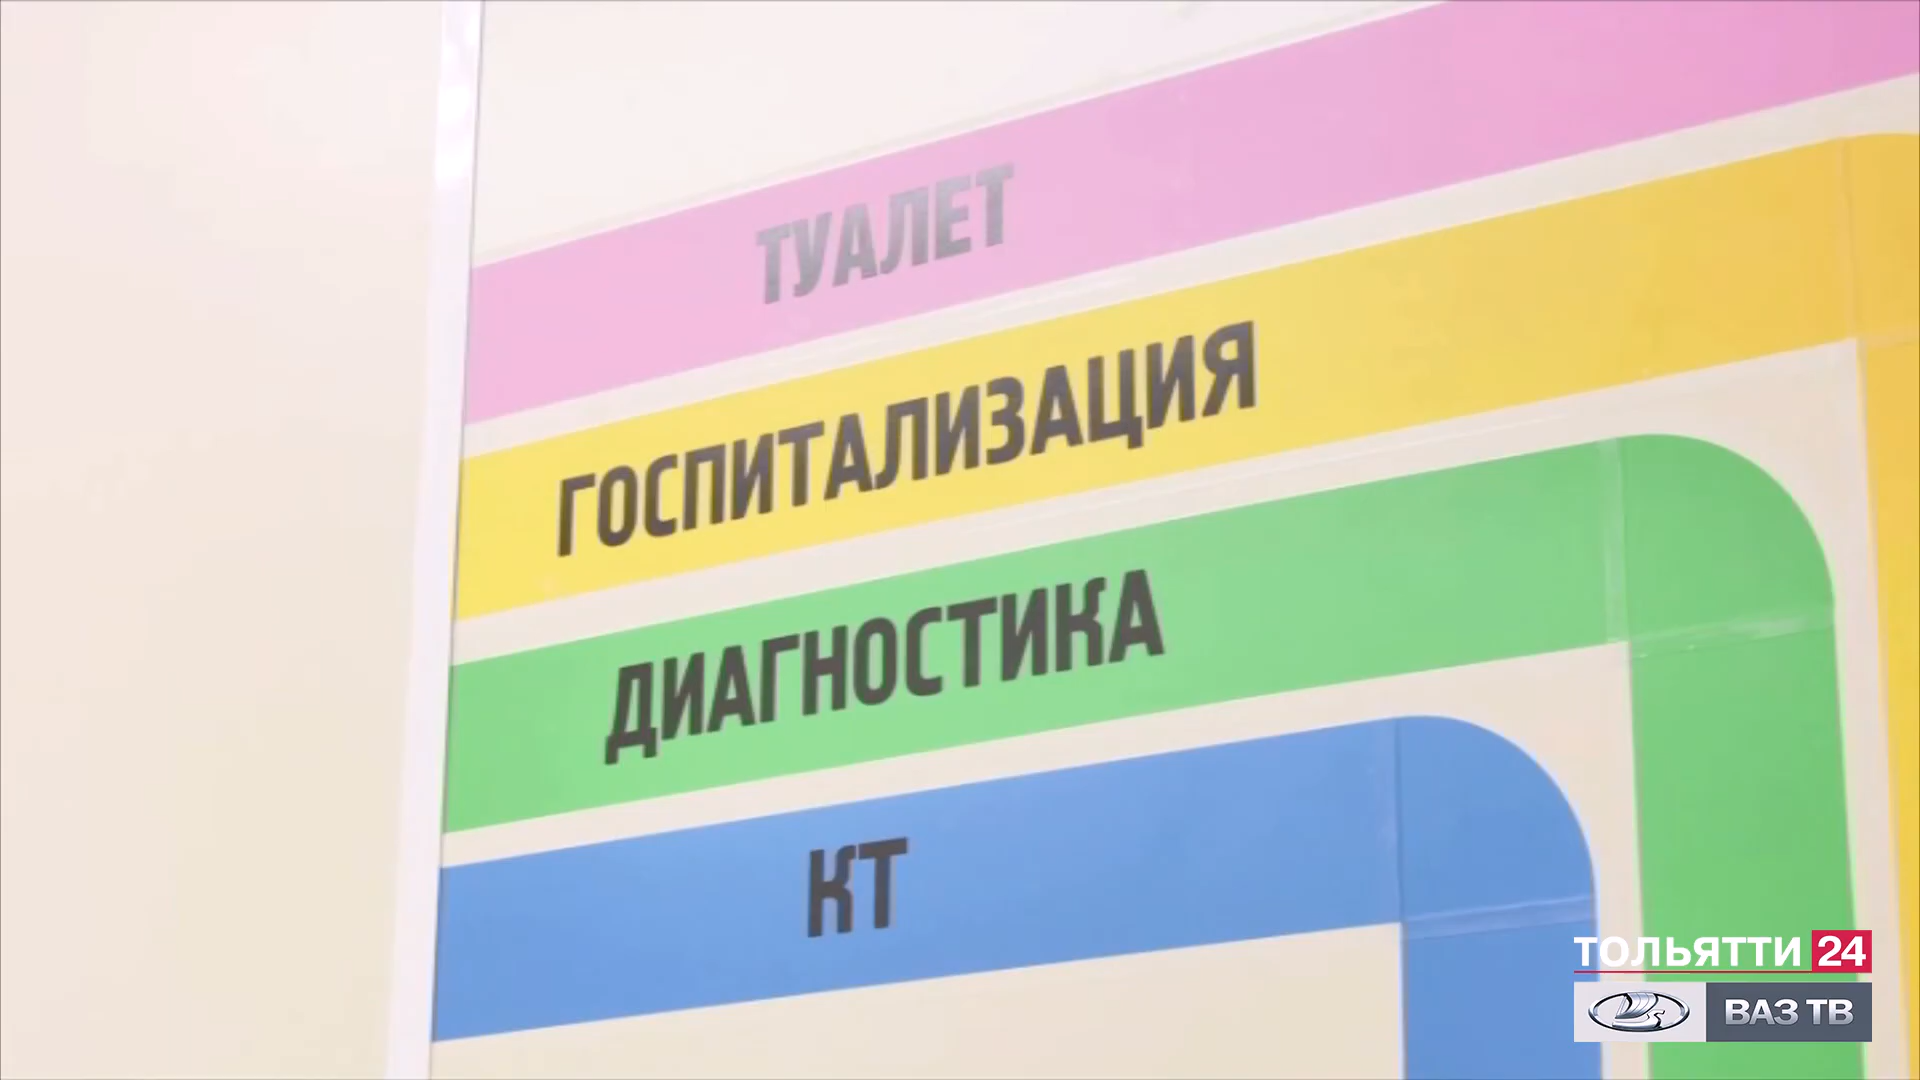 ТУАЛЕТ
ГОСПИТАЛИЗАЦИЯ
ДИАГНОСТИКА
КТ
ТОЛЬЯТТИ 24
ВАЗ ТВ